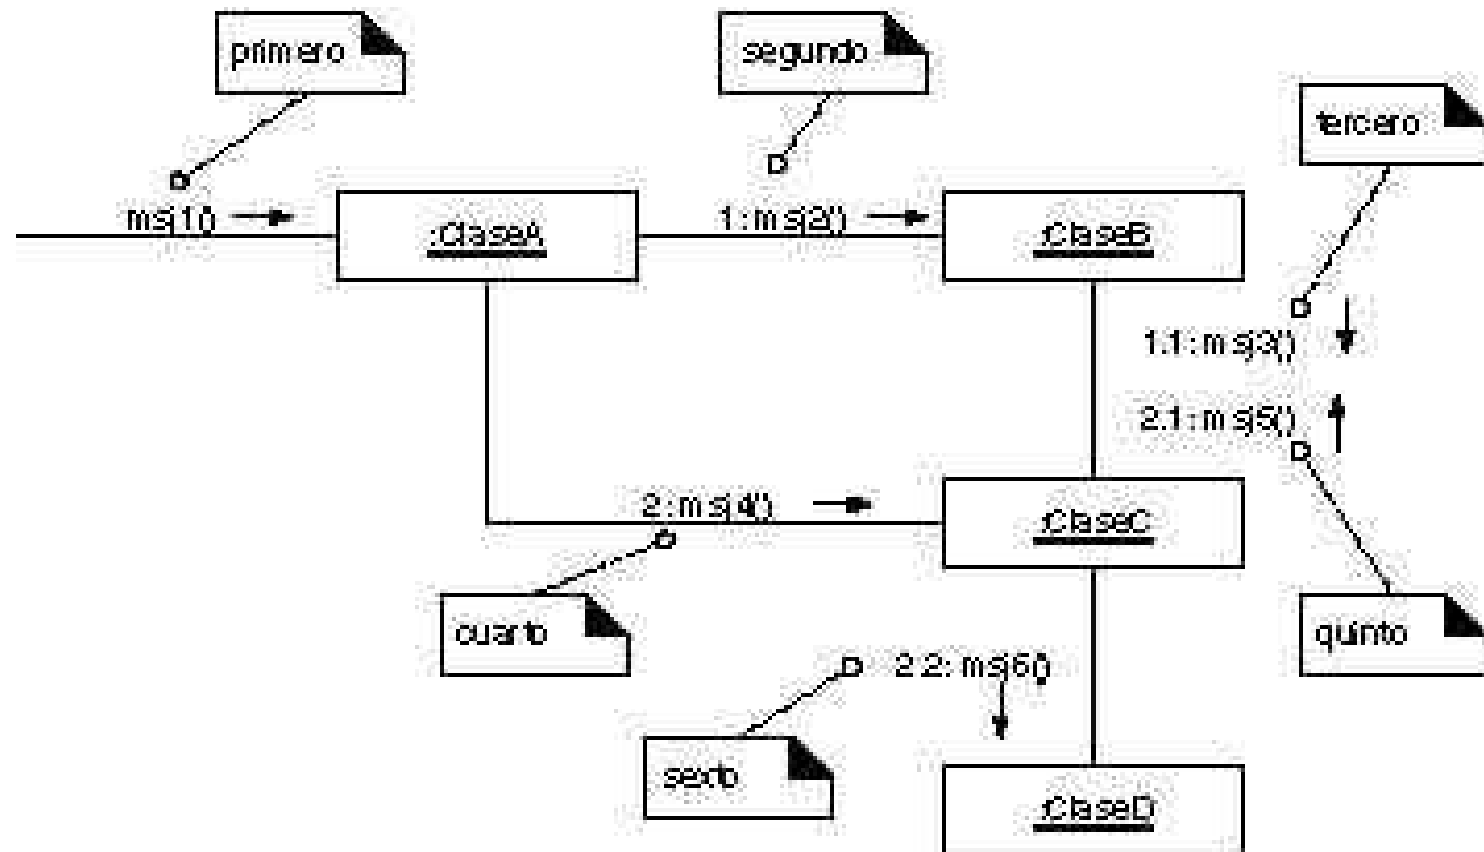 primero
segundo
tercero
msj1()
:ClaseA
1:msj2()
:ClaseB
1.1:msj3()
2.1:msj5()
2:msj4()
:ClaseC
cuarto
quinto
2.2:msj6()
sexto
:ClaseD